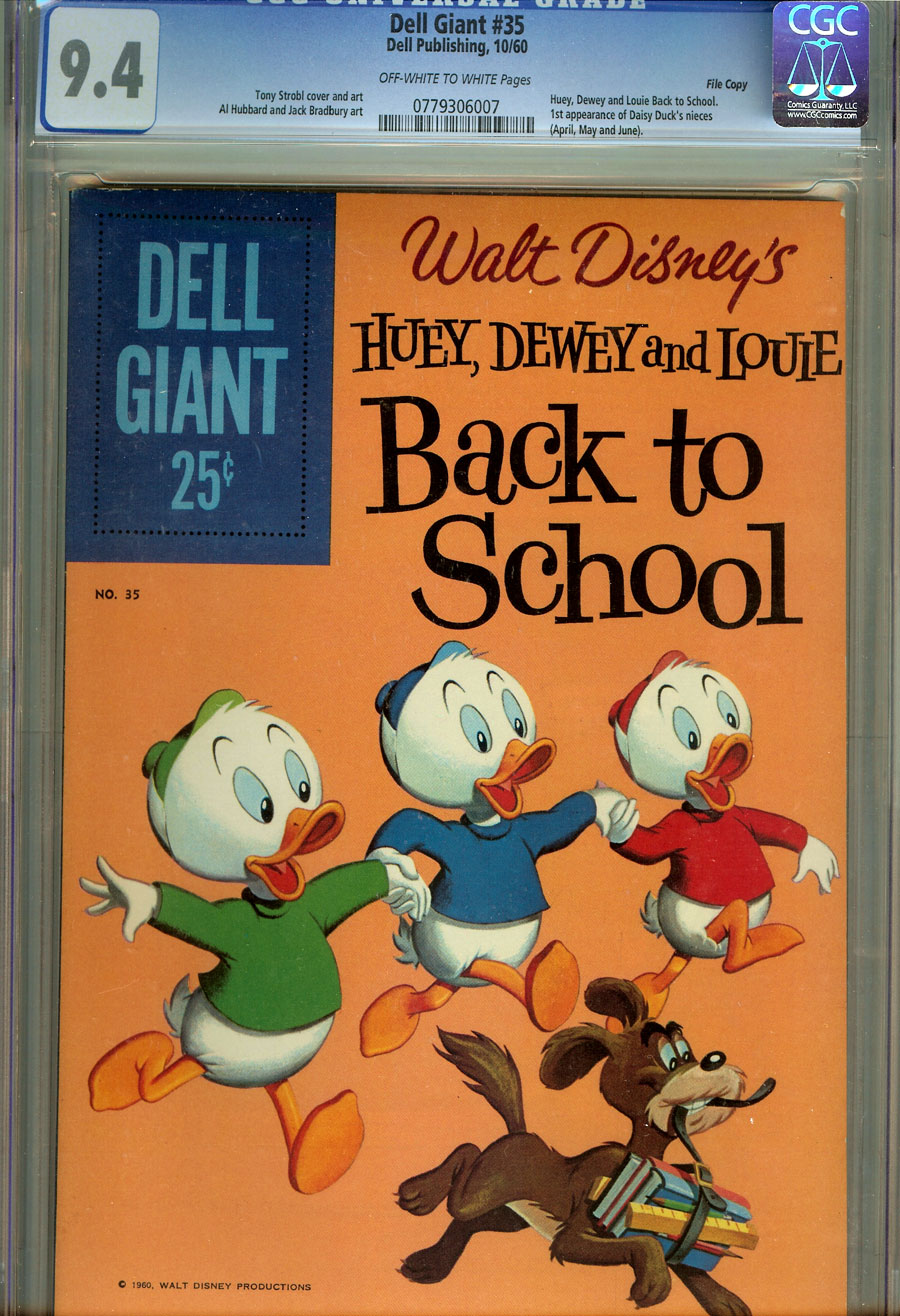 CGC UNIVERSAL GRADE
9.4
Dell Giant #35
Dell Publishing, 10/60
OFF-WHITE TO WHITE Pages
File Copy
Tony Strobl cover and art
Al Hubbard and Jack Bradbury art
0779306007
Huey, Dewey and Louie Back to School.
1st appearance of Daisy Duck's nieces
(April, May and June).
CGC
Comics Guaranty, LLC
www.CGCcomics.com
DELL
GIANT
25¢
Walt Disney's
HUEY, DEWEY and LOUIE
Back to
School
NO. 35
© 1960, WALT DISNEY PRODUCTIONS